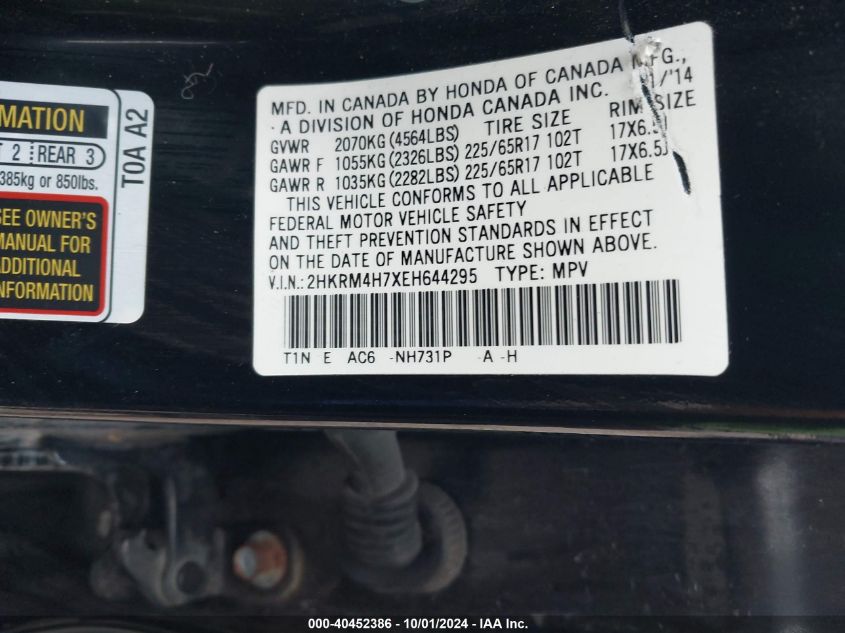 MATION
T 2 REAR 3
385kg or 850lbs.
SEE OWNER'S
MANUAL FOR
ADDITIONAL
INFORMATION
T0A A2
MFD. IN CANADA BY HONDA OF CANADA MFG.,
A DIVISION OF HONDA CANADA INC. 1/'14
GVWR 2070KG (4564LBS) TIRE SIZE RIM SIZE
GAWR F 1055KG (2326LBS) 225/65R17 102T 17X6.5J
GAWR R 1035KG (2282LBS) 225/65R17 102T 17X6.5J
THIS VEHICLE CONFORMS TO ALL APPLICABLE
FEDERAL MOTOR VEHICLE SAFETY
AND THEFT PREVENTION STANDARDS IN EFFECT
ON THE DATE OF MANUFACTURE SHOWN ABOVE.
V.I.N.: 2HKRM4H7XEH644295 TYPE: MPV
T1N E AC6 -NH731P -A -H
000-40452386 - 10/01/2024 - IAA Inc.